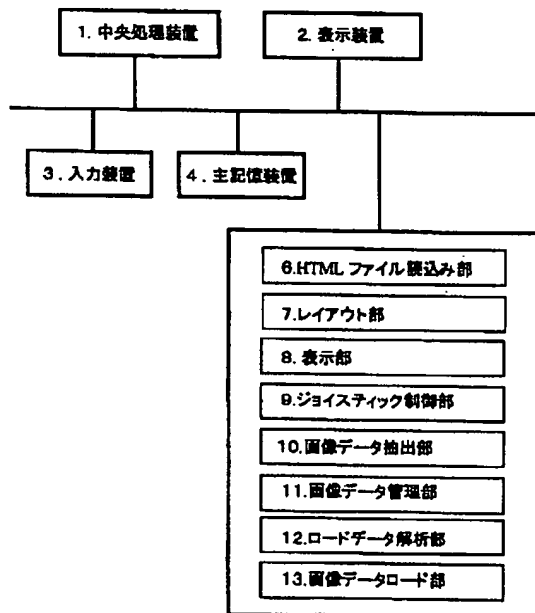 1. 中央処理装置
2. 表示装置
3. 入力装置
4. 主記憶装置
6.HTML ファイル読込み部
7.レイアウト部
8. 表示部
9.ジョイスティック制御部
10.画像データ抽出部
11.画像データ管理部
12.ロードデータ解析部
13.画像データロード部